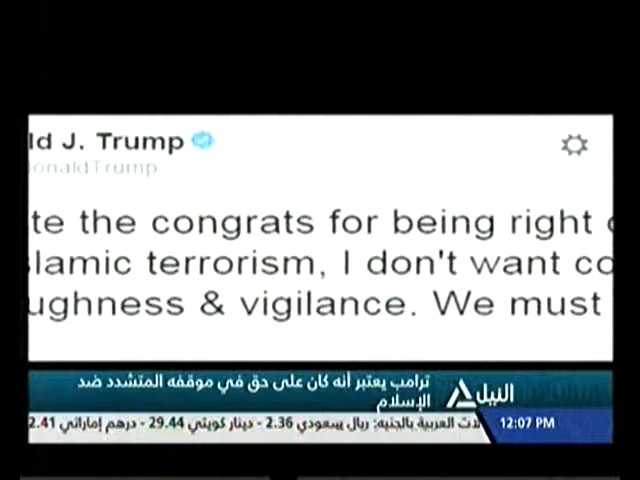 ld J. Trump
onaldTrump
te the congrats for being right
slamic terrorism, I don't want co
ughness & vigilance. We must
ترامب يعتبر أنه كان على حق في موقفه المتشدد ضد
الإسلام
النيل
لات العربية بالجنيه: ريال سعودي 2.36 - دينار كويتي 29.44 - درهم إماراتي 2.41
12:07 PM